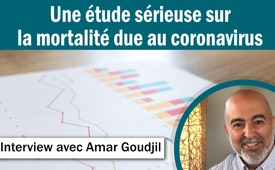 Une étude sérieuse sur
la mortalité due au coronavirus
Interview avec Amar Goudjil